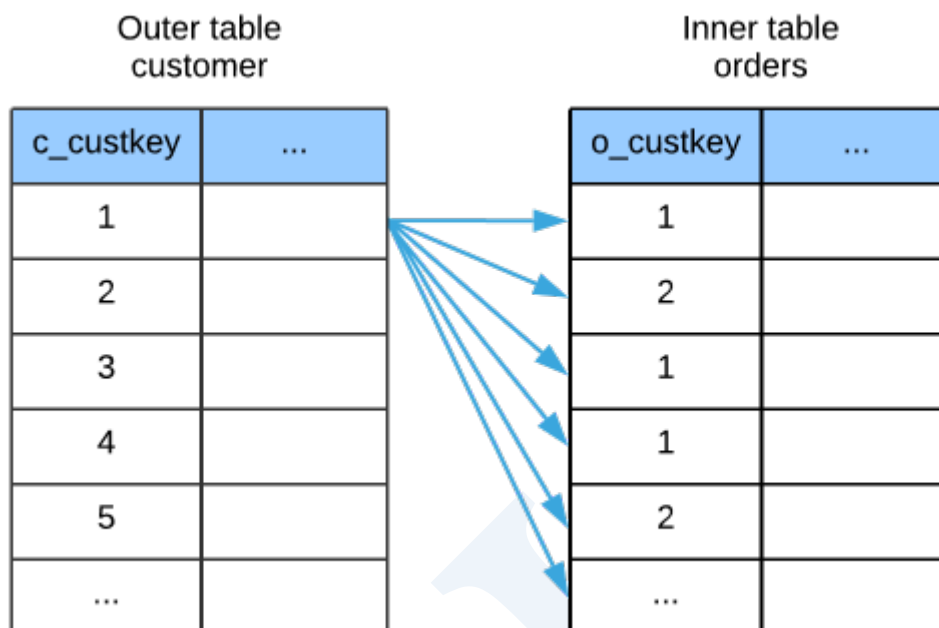 Outer table
customer
Inner table
orders
c_custkey ...
o_custkey ...
1
2
3
4
5
...
1
2
1
1
2
...